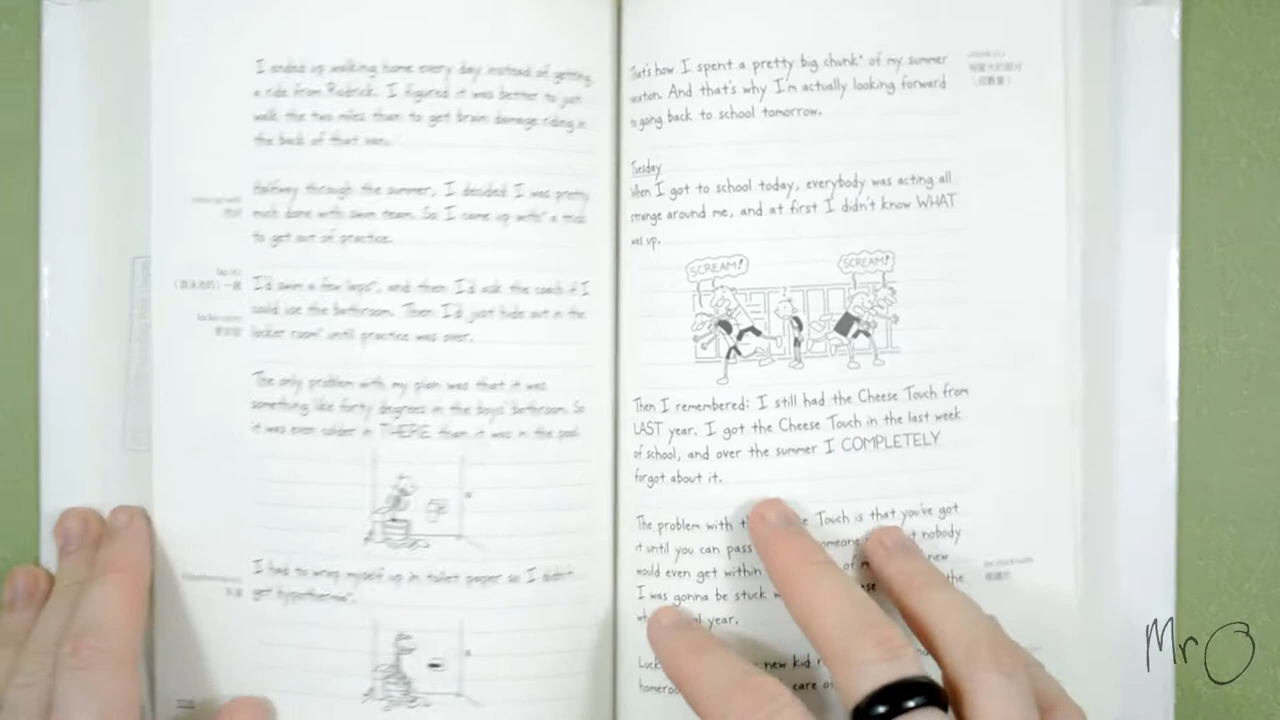 I ended up walking home every day instead of getting
a ride from Rodrick. I figured it was better to just
walk the two miles than to get brain damage riding in
the back of that van.
Halfway through the summer, I decided I was pretty
much done with swim team. So I came up with* a trick
to get out of practice.
lap (n.)
I'd swim a few laps*, and then I'd ask the coach if I
could use the bathroom. Then I'd just hide out in the
locker room
locker room* until practice was over.
The only problem with my plan was that it was
something like forty degrees in the boys' bathroom. So
it was even colder in THERE than it was in the pool.
I had to wrap myself up in toilet paper so I didn't
get hypothermia*.
That's how I spent a pretty big chunk* of my summer
vacation. And that's why I'm actually looking forward
to going back to school tomorrow.
Tuesday
When I got to school today, everybody was acting all
strange around me, and at first I didn't know WHAT
was up.
SCREAM!
SCREAM!
Then I remembered: I still had the Cheese Touch from
LAST year. I got the Cheese Touch in the last week
of school, and over the summer I COMPLETELY
forgot about it.
The problem with Touch is that you've got
it until you can pass nobody
would even get within of
I was gonna be stuck the
year.
new kid
care
Mr O